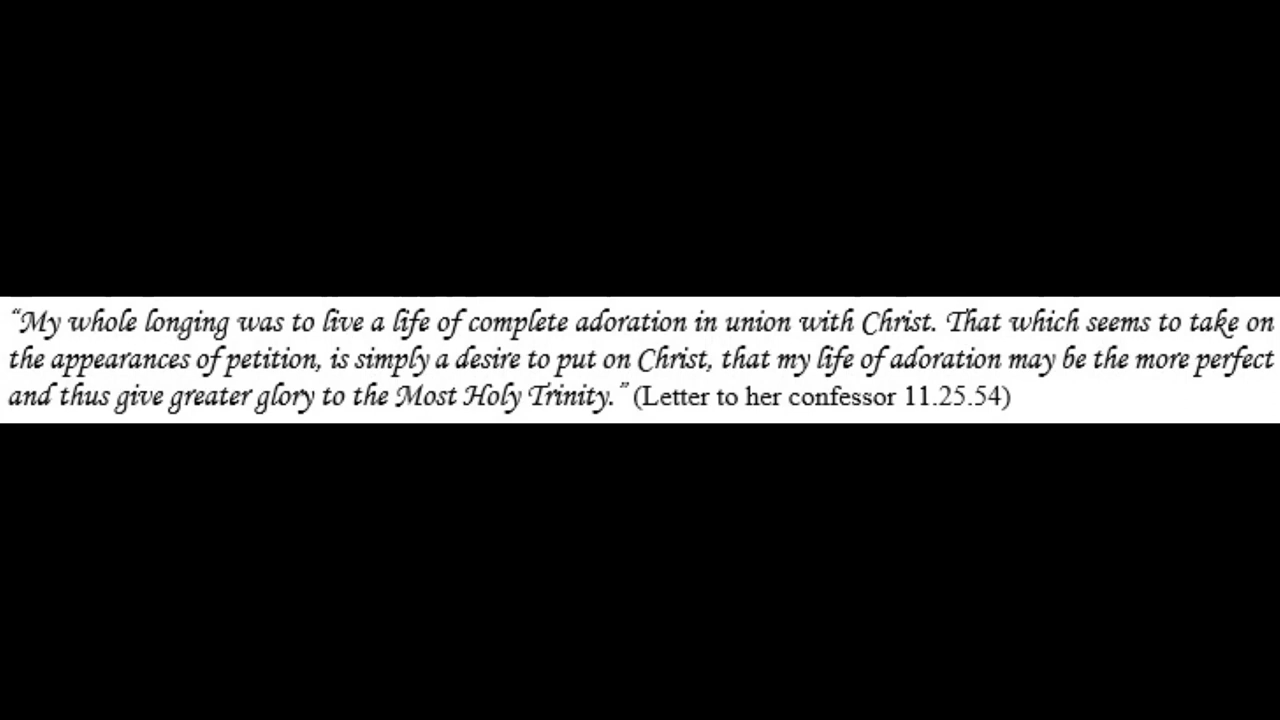 “My whole longing was to live a life of complete adoration in union with Christ. That which seems to take on
the appearances of petition, is simply a desire to put on Christ, that my life of adoration may be the more perfect
and thus give greater glory to the Most Holy Trinity.” (Letter to her confessor 11.25.54)